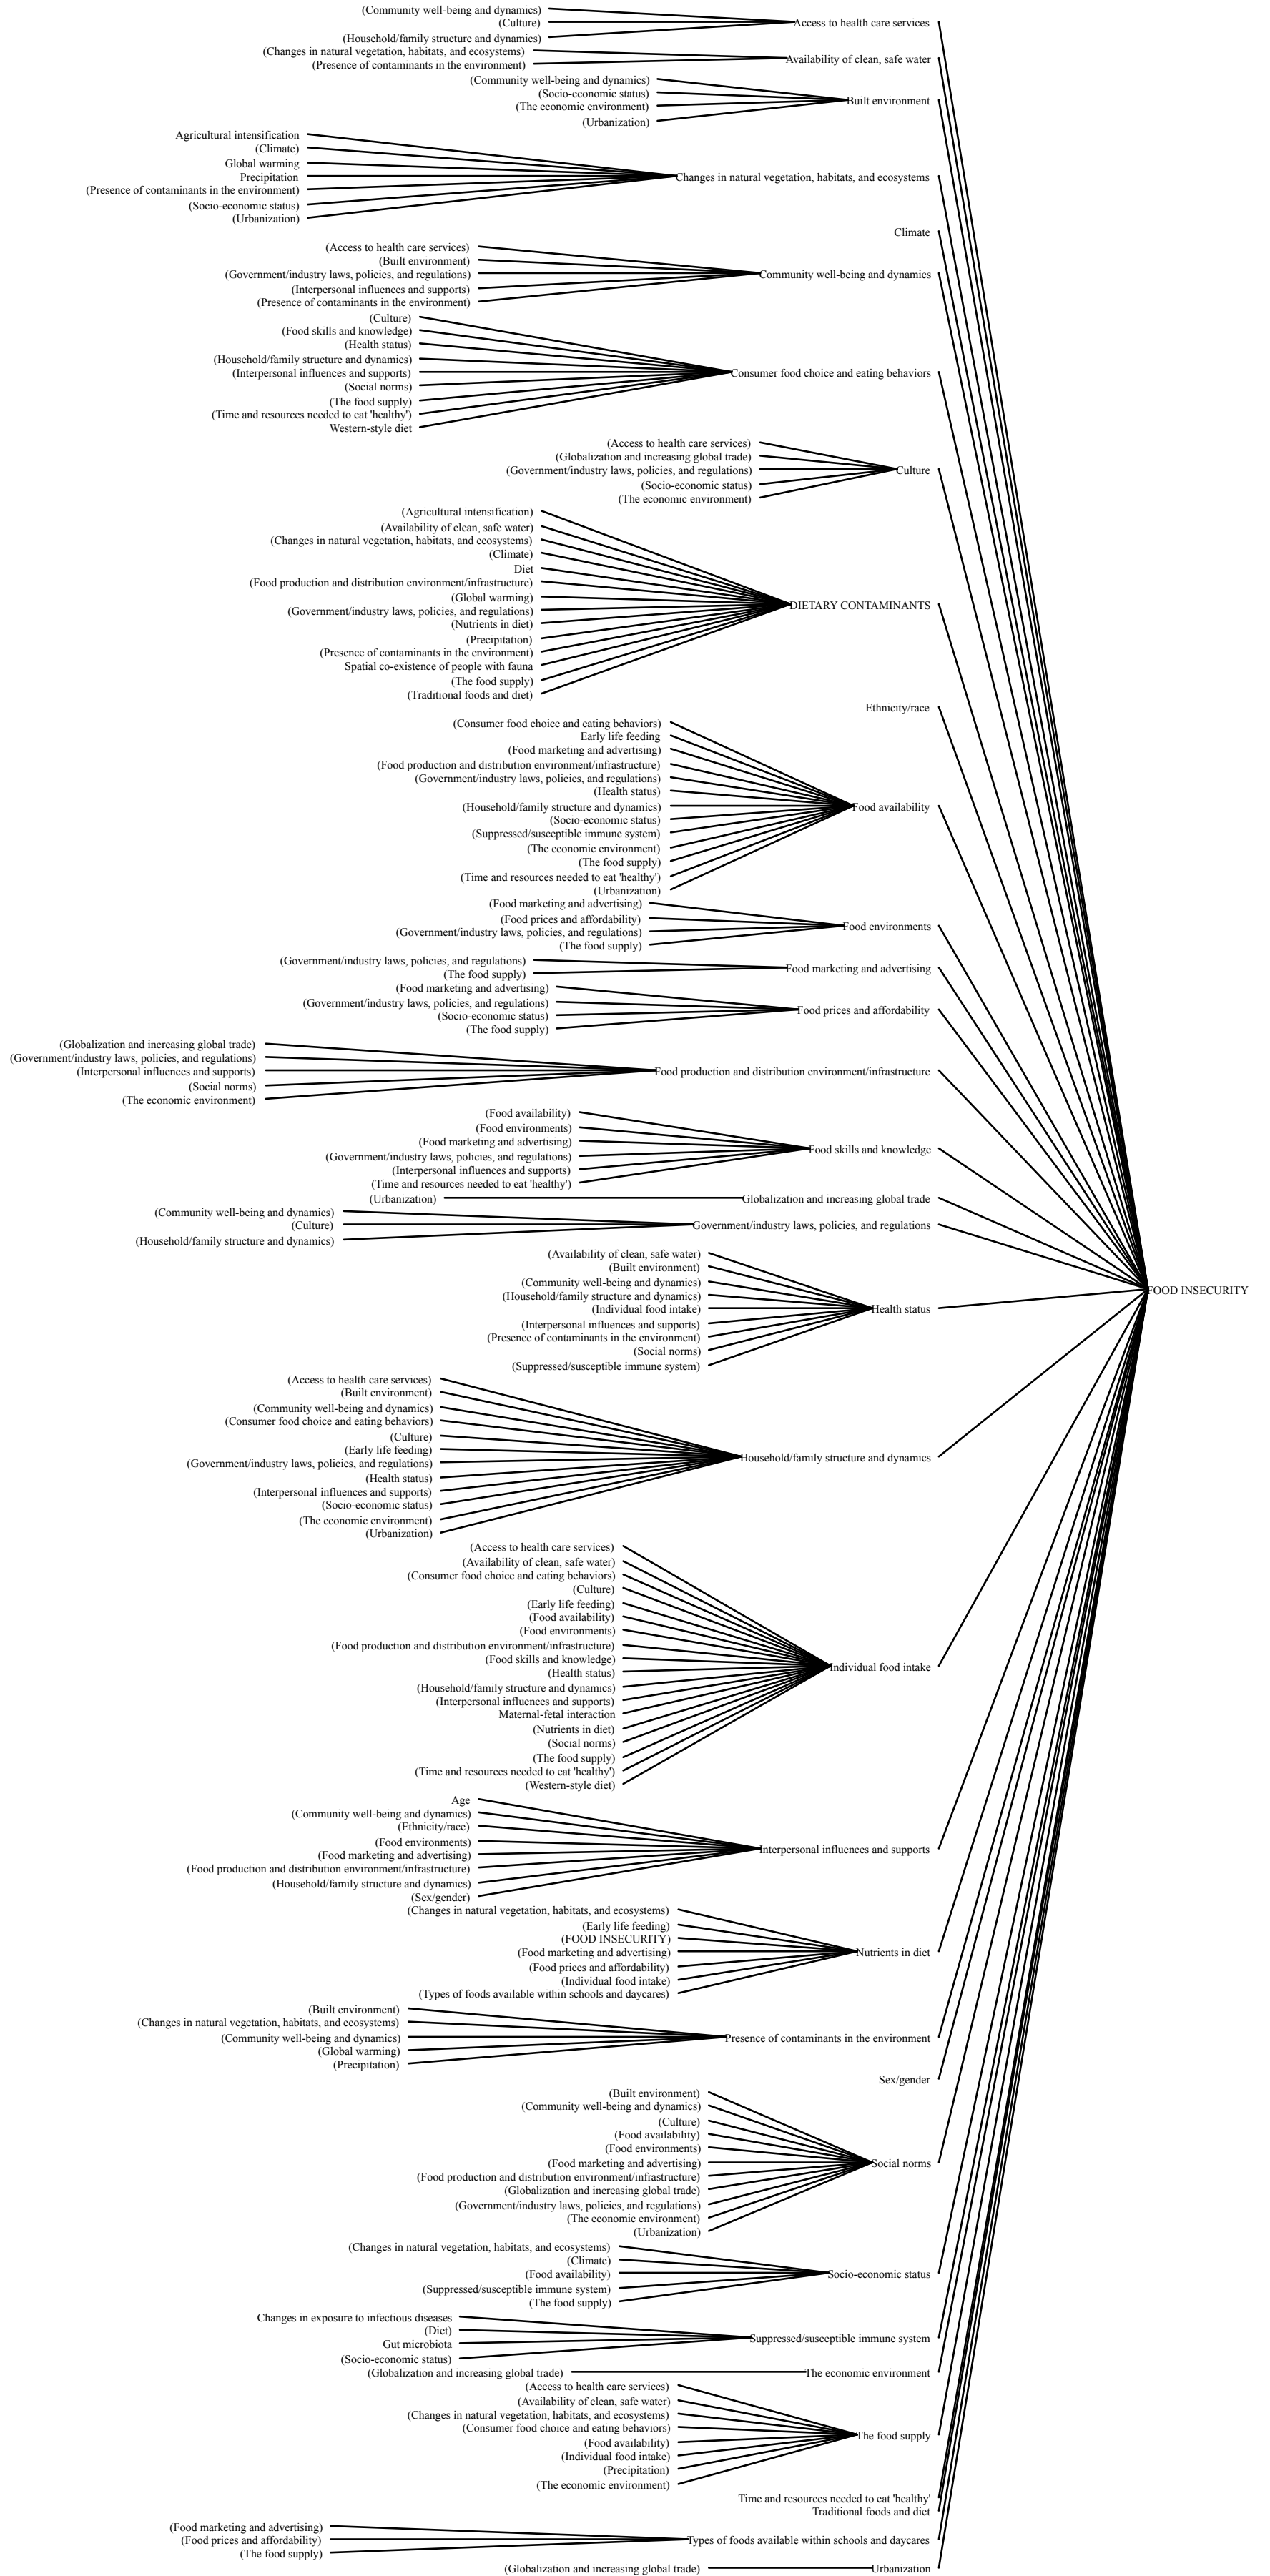 (Community well-being and dynamics)
(Culture)
(Household/family structure and dynamics)
Access to health care services
(Changes in natural vegetation, habitats, and ecosystems)
(Presence of contaminants in the environment)
Availability of clean, safe water
(Community well-being and dynamics)
(Socio-economic status)
(The economic environment)
(Urbanization)
Built environment
Agricultural intensification
(Climate)
Global warming
Precipitation
(Presence of contaminants in the environment)
(Socio-economic status)
(Urbanization)
Changes in natural vegetation, habitats, and ecosystems
Climate
(Access to health care services)
(Built environment)
(Government/industry laws, policies, and regulations)
(Interpersonal influences and supports)
(Presence of contaminants in the environment)
Community well-being and dynamics
(Culture)
(Food skills and knowledge)
(Health status)
(Household/family structure and dynamics)
(Interpersonal influences and supports)
(Social norms)
(The food supply)
(Time and resources needed to eat 'healthy')
Western-style diet
Consumer food choice and eating behaviors
(Access to health care services)
(Globalization and increasing global trade)
(Government/industry laws, policies, and regulations)
(Socio-economic status)
(The economic environment)
Culture
(Agricultural intensification)
(Availability of clean, safe water)
(Changes in natural vegetation, habitats, and ecosystems)
(Climate)
Diet
(Food production and distribution environment/infrastructure)
(Global warming)
(Government/industry laws, policies, and regulations)
(Nutrients in diet)
(Precipitation)
(Presence of contaminants in the environment)
Spatial co-existence of people with fauna
(The food supply)
(Traditional foods and diet)
DIETARY CONTAMINANTS
Ethnicity/race
(Consumer food choice and eating behaviors)
Early life feeding
(Food marketing and advertising)
(Food production and distribution environment/infrastructure)
(Government/industry laws, policies, and regulations)
(Health status)
(Household/family structure and dynamics)
(Socio-economic status)
(Suppressed/susceptible immune system)
(The economic environment)
(The food supply)
(Time and resources needed to eat 'healthy')
(Urbanization)
Food availability
(Food marketing and advertising)
(Food prices and affordability)
(Government/industry laws, policies, and regulations)
(The food supply)
Food environments
(Government/industry laws, policies, and regulations)
(The food supply)
Food marketing and advertising
(Food marketing and advertising)
(Government/industry laws, policies, and regulations)
(Socio-economic status)
(The food supply)
Food prices and affordability
(Globalization and increasing global trade)
(Government/industry laws, policies, and regulations)
(Interpersonal influences and supports)
(Social norms)
(The economic environment)
Food production and distribution environment/infrastructure
(Food availability)
(Food environments)
(Food marketing and advertising)
(Government/industry laws, policies, and regulations)
(Interpersonal influences and supports)
(Time and resources needed to eat 'healthy')
Food skills and knowledge
(Urbanization)
Globalization and increasing global trade
(Community well-being and dynamics)
(Culture)
(Household/family structure and dynamics)
Government/industry laws, policies, and regulations
(Availability of clean, safe water)
(Built environment)
(Community well-being and dynamics)
(Household/family structure and dynamics)
(Individual food intake)
(Interpersonal influences and supports)
(Presence of contaminants in the environment)
(Social norms)
(Suppressed/susceptible immune system)
Health status
FOOD INSECURITY
(Access to health care services)
(Built environment)
(Community well-being and dynamics)
(Consumer food choice and eating behaviors)
(Culture)
(Early life feeding)
(Government/industry laws, policies, and regulations)
(Health status)
(Interpersonal influences and supports)
(Socio-economic status)
(The economic environment)
(Urbanization)
Household/family structure and dynamics
(Access to health care services)
(Availability of clean, safe water)
(Consumer food choice and eating behaviors)
(Culture)
(Early life feeding)
(Food availability)
(Food environments)
(Food production and distribution environment/infrastructure)
(Food skills and knowledge)
(Health status)
(Household/family structure and dynamics)
(Interpersonal influences and supports)
Maternal-fetal interaction
(Nutrients in diet)
(Social norms)
(The food supply)
(Time and resources needed to eat 'healthy')
(Western-style diet)
Individual food intake
Age
(Community well-being and dynamics)
(Ethnicity/race)
(Food environments)
(Food marketing and advertising)
(Food production and distribution environment/infrastructure)
(Household/family structure and dynamics)
(Sex/gender)
Interpersonal influences and supports
(Changes in natural vegetation, habitats, and ecosystems)
(Early life feeding)
(FOOD INSECURITY)
(Food marketing and advertising)
(Food prices and affordability)
(Individual food intake)
(Types of foods available within schools and daycares)
Nutrients in diet
(Built environment)
(Changes in natural vegetation, habitats, and ecosystems)
(Community well-being and dynamics)
(Global warming)
(Precipitation)
Presence of contaminants in the environment
Sex/gender
(Built environment)
(Community well-being and dynamics)
(Culture)
(Food availability)
(Food environments)
(Food marketing and advertising)
(Food production and distribution environment/infrastructure)
(Globalization and increasing global trade)
(Government/industry laws, policies, and regulations)
(The economic environment)
(Urbanization)
Social norms
(Changes in natural vegetation, habitats, and ecosystems)
(Climate)
(Food availability)
(Suppressed/susceptible immune system)
(The food supply)
Socio-economic status
Changes in exposure to infectious diseases
(Diet)
Gut microbiota
(Socio-economic status)
Suppressed/susceptible immune system
(Globalization and increasing global trade)
The economic environment
(Access to health care services)
(Availability of clean, safe water)
(Changes in natural vegetation, habitats, and ecosystems)
(Consumer food choice and eating behaviors)
(Food availability)
(Individual food intake)
(Precipitation)
(The economic environment)
The food supply
Time and resources needed to eat 'healthy'
Traditional foods and diet
(Food marketing and advertising)
(Food prices and affordability)
(The food supply)
Types of foods available within schools and daycares
(Globalization and increasing global trade)
Urbanization